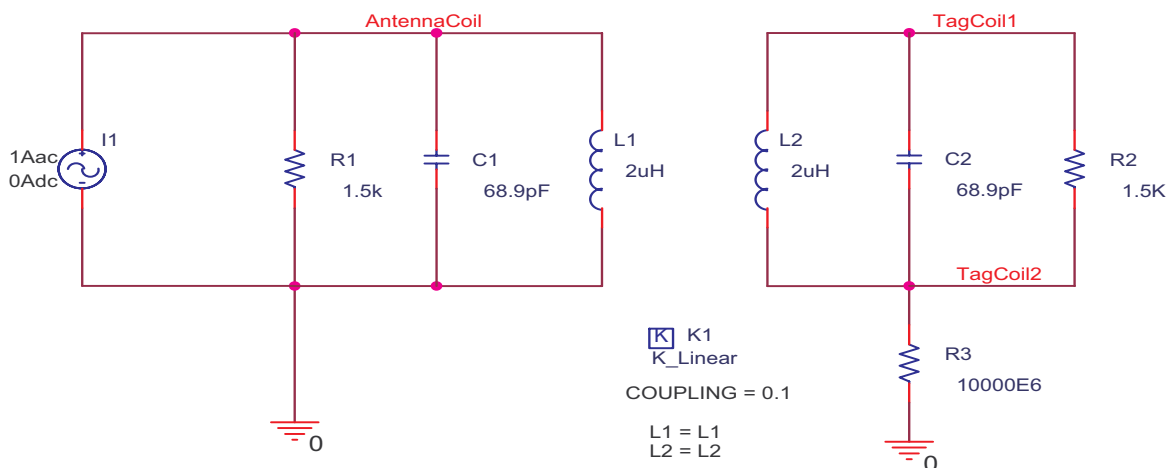 AntennaCoil
TagCoil1
I1
1Aac
0Adc
R1
1.5k
C1
68.9pF
L1
2uH
L2
2uH
C2
68.9pF
R2
1.5K
TagCoil2
K K1
K_Linear
COUPLING = 0.1
L1 = L1
L2 = L2
R3
10000E6
0
0